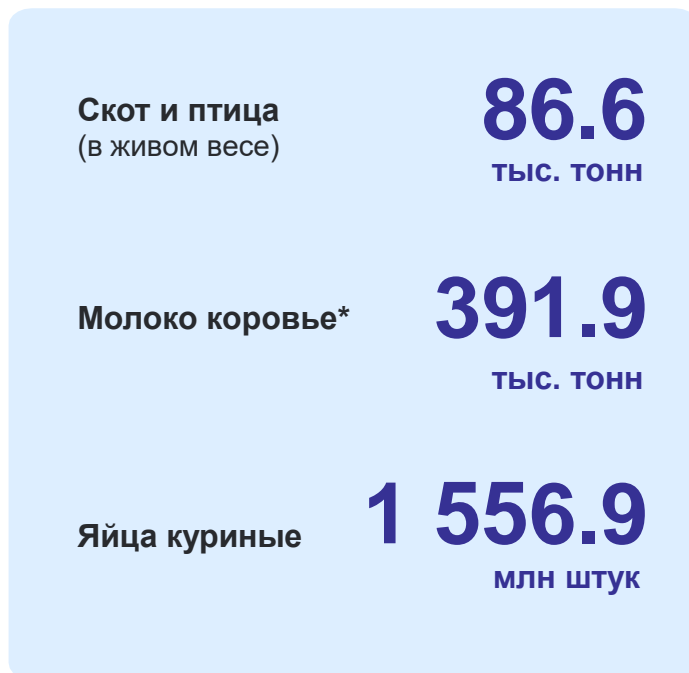 Скот и птица
(в живом весе)
86.6
тыс. тонн
Молоко коровье*
391.9
тыс. тонн
Яйца куриные
1 556.9
млн штук